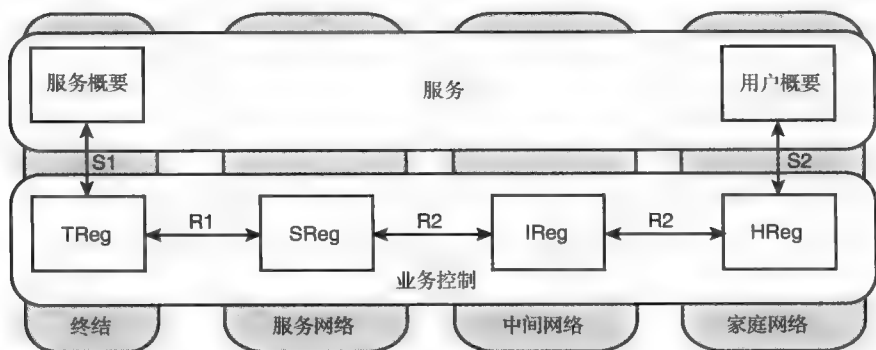 服务概要
服务
用户概要
S1
S2
TReg
R1
SReg
R2
IReg
R2
HReg
业务控制
终结
服务网络
中间网络
家庭网络